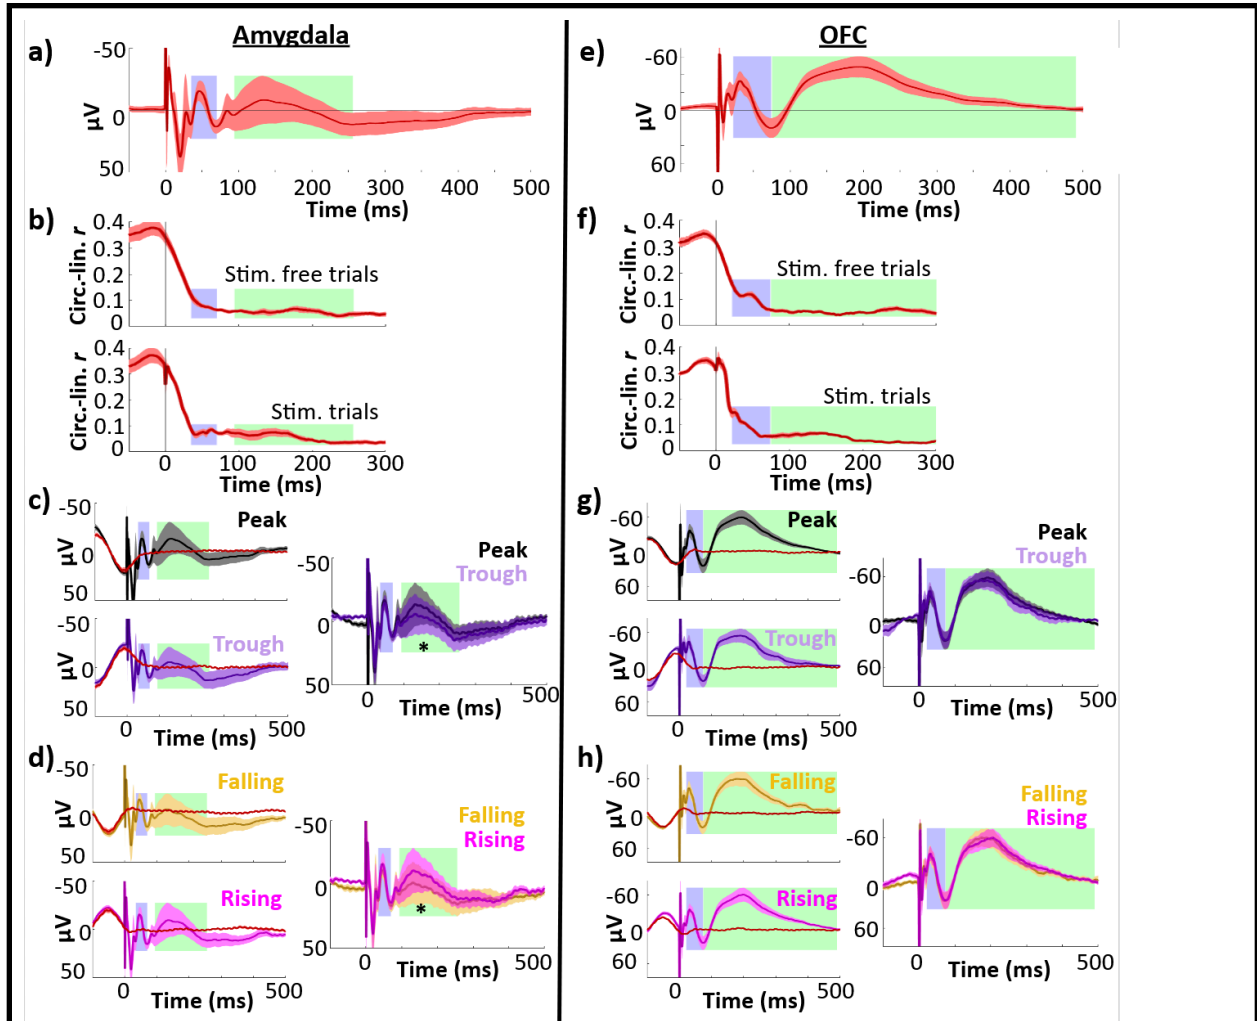 Amygdala
a)
-50
0
50
µV
0 100 200 300 400 500
Time (ms)
b)
0.4
0.3
0.2
0.1
0
Circ.-lin. r
Stim. free trials
0.4
0.3
0.2
0.1
0
Circ.-lin. r
Stim. trials
0 100 200 300
Time (ms)
c)
-50
0
50
µV
Peak
-50
0
50
µV
Trough
0 500
Time (ms)
Peak
Trough
-50
0
50
*
0 500
Time (ms)
d)
-50
0
50
µV
Falling
-50
0
50
µV
Rising
0 500
Time (ms)
Falling
Rising
-50
0
50
*
0 500
Time (ms)
OFC
e)
-60
0
60
µV
0 100 200 300 400 500
Time (ms)
f)
0.4
0.3
0.2
0.1
0
Circ.-lin. r
Stim. free trials
0.4
0.3
0.2
0.1
0
Circ.-lin. r
Stim. trials
0 100 200 300
Time (ms)
g)
-60
0
60
µV
Peak
-60
0
60
µV
Trough
0 500
Time (ms)
Peak
Trough
-60
0
60
0 500
Time (ms)
h)
-60
0
60
µV
Falling
-60
0
60
µV
Rising
0 500
Time (ms)
Falling
Rising
-60
0
60
0 500
Time (ms)